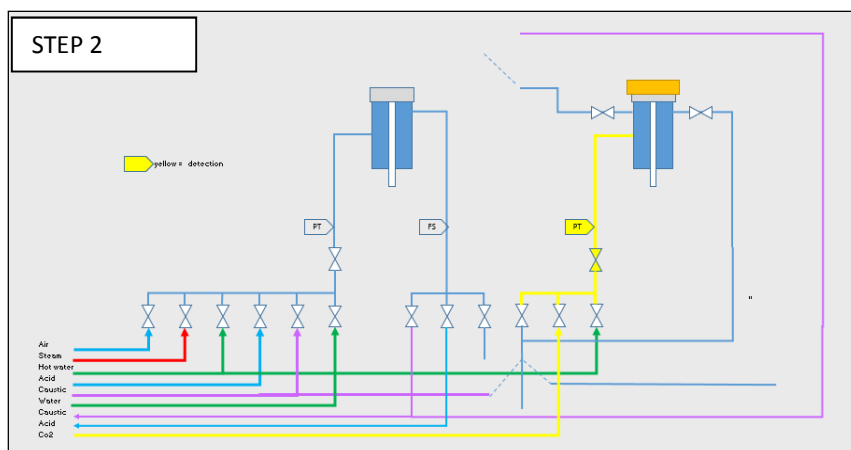 STEP 2
yellow = detection
PT
FS
PT
"
Air
Steam
Hot water
Acid
Caustic
Water
Caustic
Acid
Co2